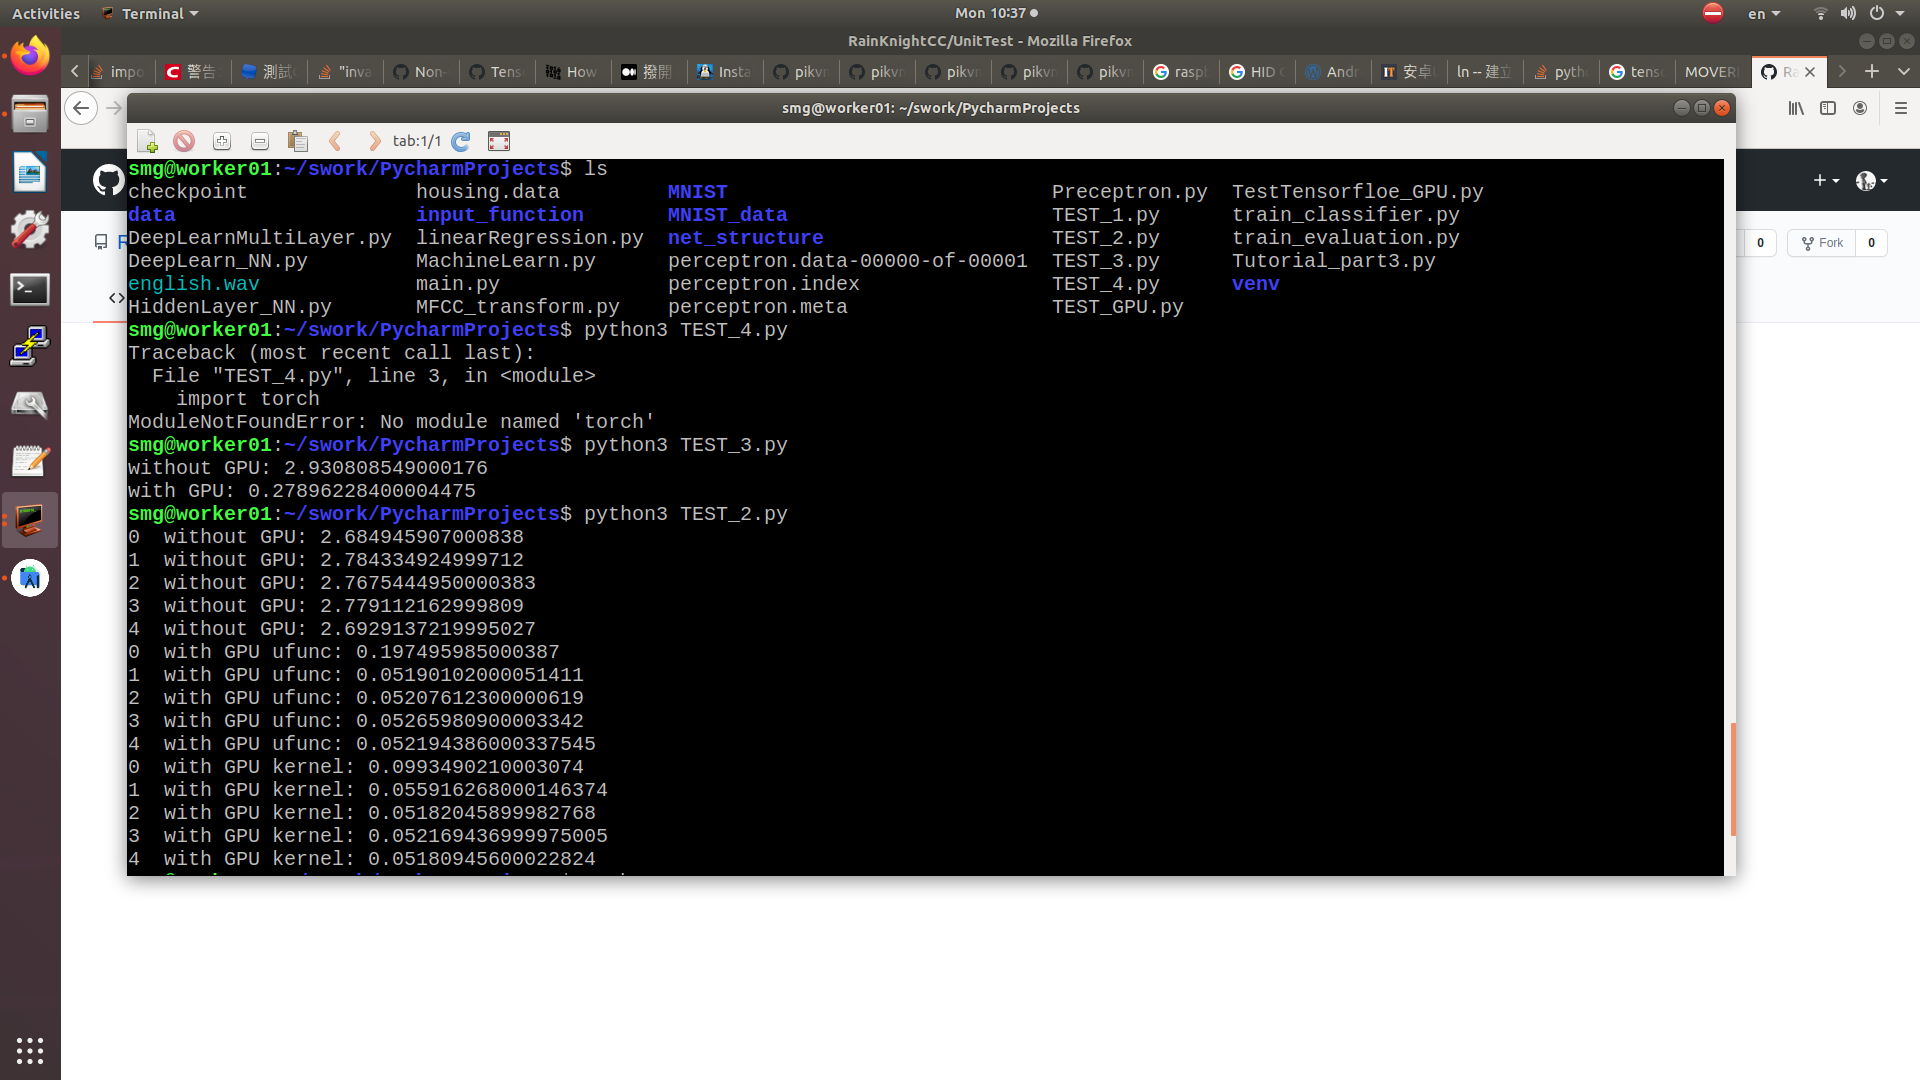 Activities Terminal Mon 10:37 en
RainKnightCC/UnitTest - Mozilla Firefox
impo 警告 測試 "inva Non- Tens How 撥開 Insta pikvm pikvm pikvm pikvm pikvm raspb HID Andr 安卓 ln -- 建立 pyth tens MOVER Ra
smg@worker01: ~/swork/PycharmProjects
tab:1/1
smg@worker01:~/swork/PycharmProjects$ ls
checkpoint housing.data MNIST Preceptron.py TestTensorfloe_GPU.py
data input_function MNIST_data TEST_1.py train_classifier.py
DeepLearnMultiLayer.py linearRegression.py net_structure TEST_2.py train_evaluation.py
DeepLearn_NN.py MachineLearn.py perceptron.data-00000-of-00001 TEST_3.py Tutorial_part3.py
english.wav main.py perceptron.index TEST_4.py venv
HiddenLayer_NN.py MFCC_transform.py perceptron.meta TEST_GPU.py
smg@worker01:~/swork/PycharmProjects$ python3 TEST_4.py
Traceback (most recent call last):
File "TEST_4.py", line 3, in <module>
import torch
ModuleNotFoundError: No module named 'torch'
smg@worker01:~/swork/PycharmProjects$ python3 TEST_3.py
without GPU: 2.930808549000176
with GPU: 0.27896228400004475
smg@worker01:~/swork/PycharmProjects$ python3 TEST_2.py
0 without GPU: 2.684945907000838
1 without GPU: 2.784334924999712
2 without GPU: 2.7675444950000383
3 without GPU: 2.779112162999809
4 without GPU: 2.6929137219995027
0 with GPU ufunc: 0.197495985000387
1 with GPU ufunc: 0.05190102000051411
2 with GPU ufunc: 0.05207612300000619
3 with GPU ufunc: 0.05265980900003342
4 with GPU ufunc: 0.052194386000337545
0 with GPU kernel: 0.0993490210003074
1 with GPU kernel: 0.055916268000146374
2 with GPU kernel: 0.05182045899982768
3 with GPU kernel: 0.052169436999975005
4 with GPU kernel: 0.05180945600022824
0 Fork 0